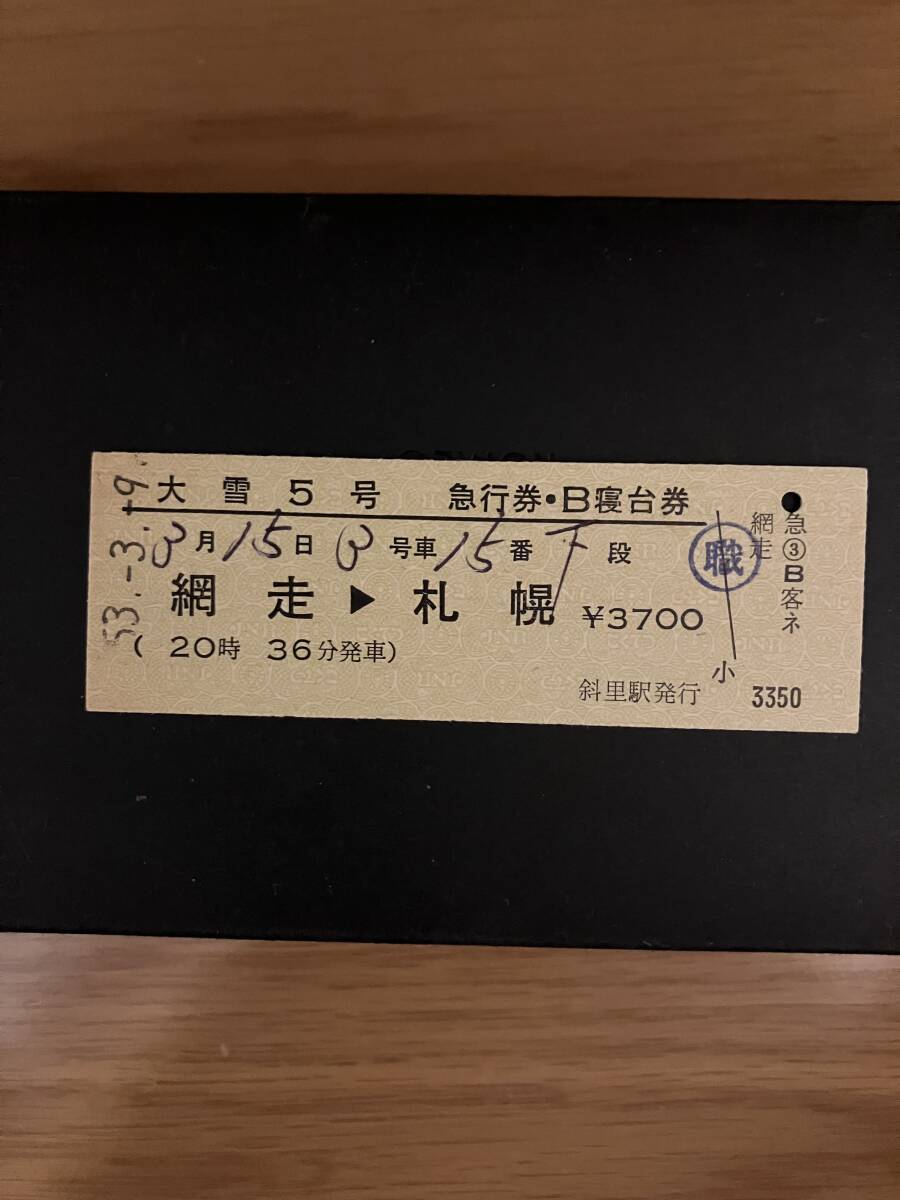 53.-3.-9.
大雪5号 急行券・B寝台券
3月15日 3号車15番下段
網走▶札幌 ¥3700
(20時36分発車)
斜里駅発行
職
小
急③B客ネ
網走
3350